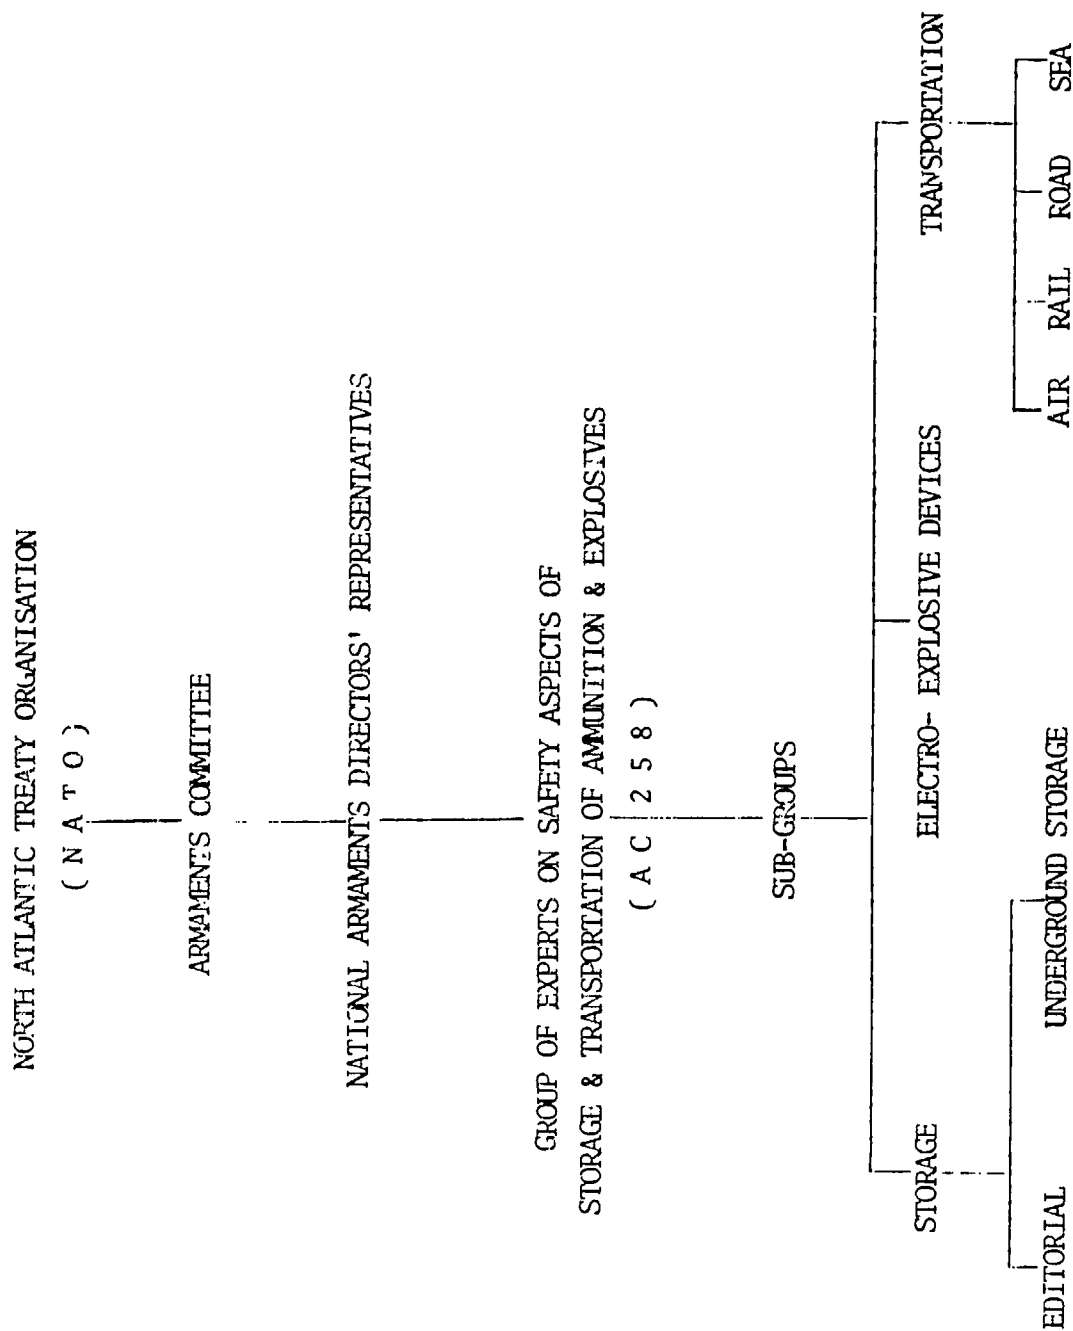 NORTH ATLANTIC TREATY ORGANISATION
( N A T O )
ARMAMENTS COMMITTEE
NATIONAL ARMAMENTS DIRECTORS' REPRESENTATIVES
GROUP OF EXPERTS ON SAFETY ASPECTS OF
STORAGE & TRANSPORTATION OF AMMUNITION & EXPLOSIVES
( A C 2 5 8 )
SUB-GROUPS
STORAGE ELECTRO- EXPLOSIVE DEVICES TRANSPORTATION
EDITORIAL UNDERGROUND STORAGE AIR RAIL ROAD SEA